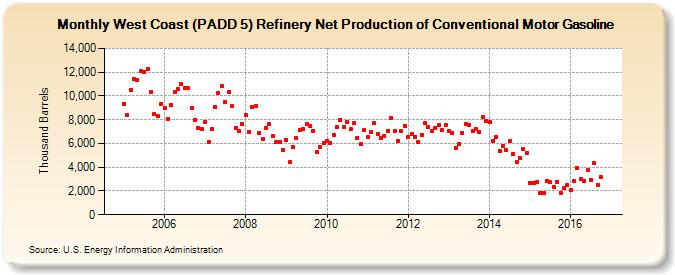 Monthly West Coast (PADD 5) Refinery Net Production of Conventional Motor Gasoline
Thousand Barrels
14,000
12,000
10,000
8,000
6,000
4,000
2,000
0
2006 2008 2010 2012 2014 2016
Source: U.S. Energy Information Administration